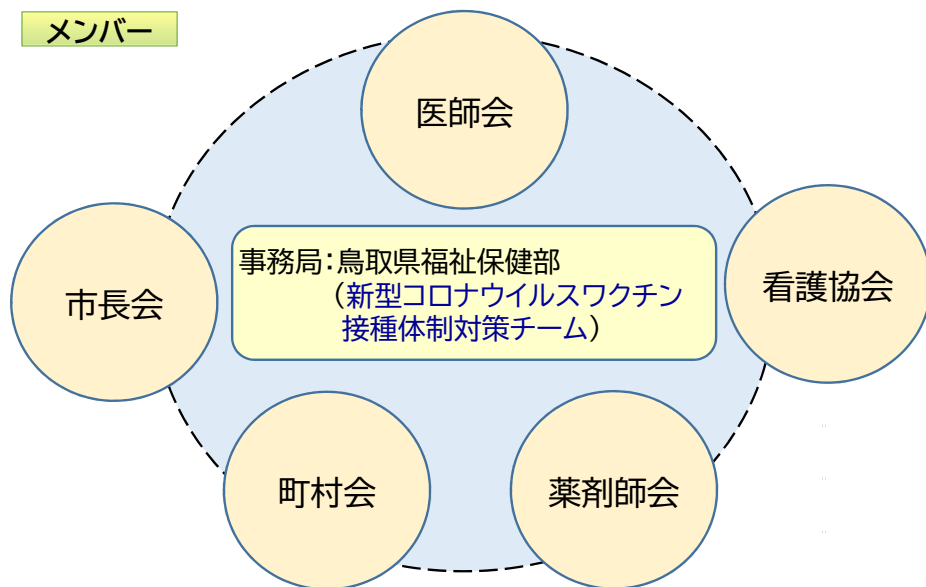 メンバー
医師会
市長会
事務局：鳥取県福祉保健部
（新型コロナウイルスワクチン
接種体制対策チーム）
看護協会
町村会
薬剤師会